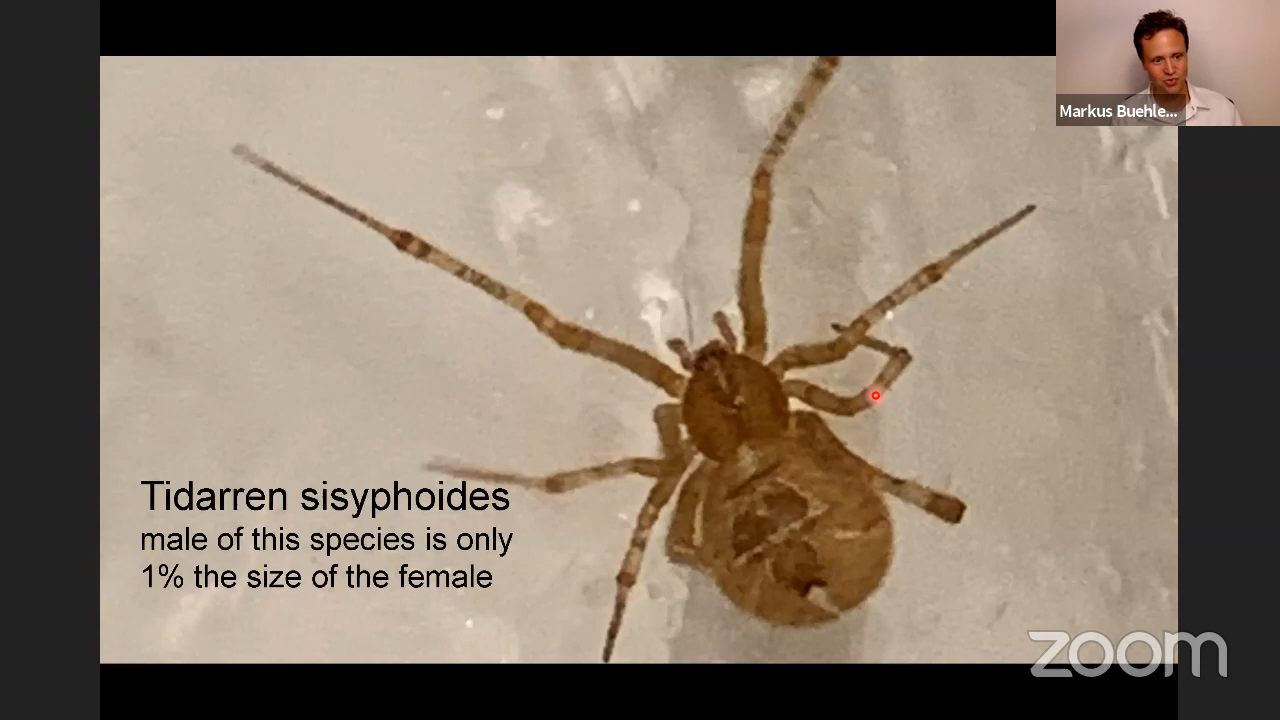 Markus Buehle...
Tidarren sisyphoides
male of this species is only
1% the size of the female
zoom